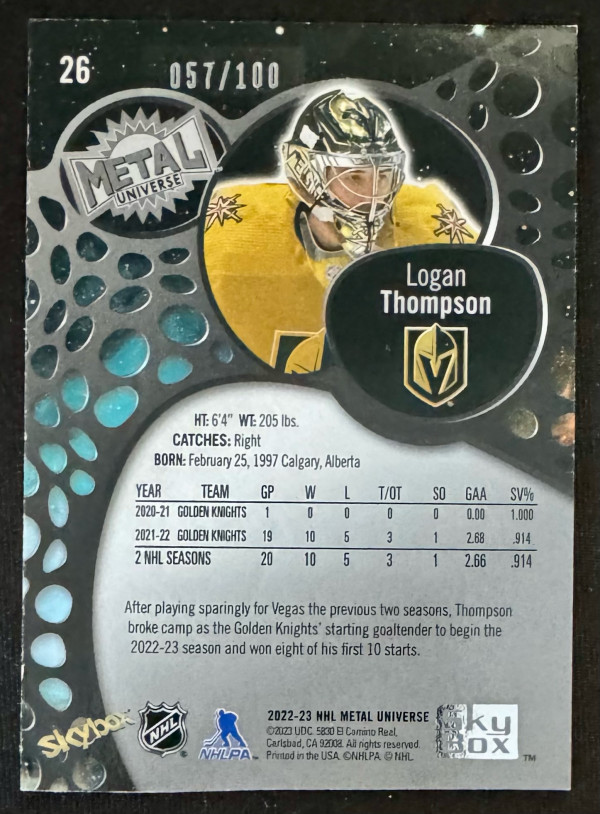 26
057/100
METAL
UNIVERSE
Logan
Thompson
HT: 6'4" WT: 205 lbs.
CATCHES: Right
BORN: February 25, 1997 Calgary, Alberta
YEAR TEAM GP W L T/OT SO GAA SV%
2020-21 GOLDEN KNIGHTS 1 0 0 0 0 0.00 1.000
2021-22 GOLDEN KNIGHTS 19 10 5 3 1 2.68 .914
2 NHL SEASONS 20 10 5 3 1 2.66 .914
After playing sparingly for Vegas the previous two seasons, Thompson
broke camp as the Golden Knights' starting goaltender to begin the
2022-23 season and won eight of his first 10 starts.
skybox
NHL
NHLPA
2022-23 NHL METAL UNIVERSE
©2023 UDC. 5830 El Camino Real,
Carlsbad, CA 92008. All rights reserved.
Printed in the USA. ©NHLPA © NHL.
sky
BOX
TM